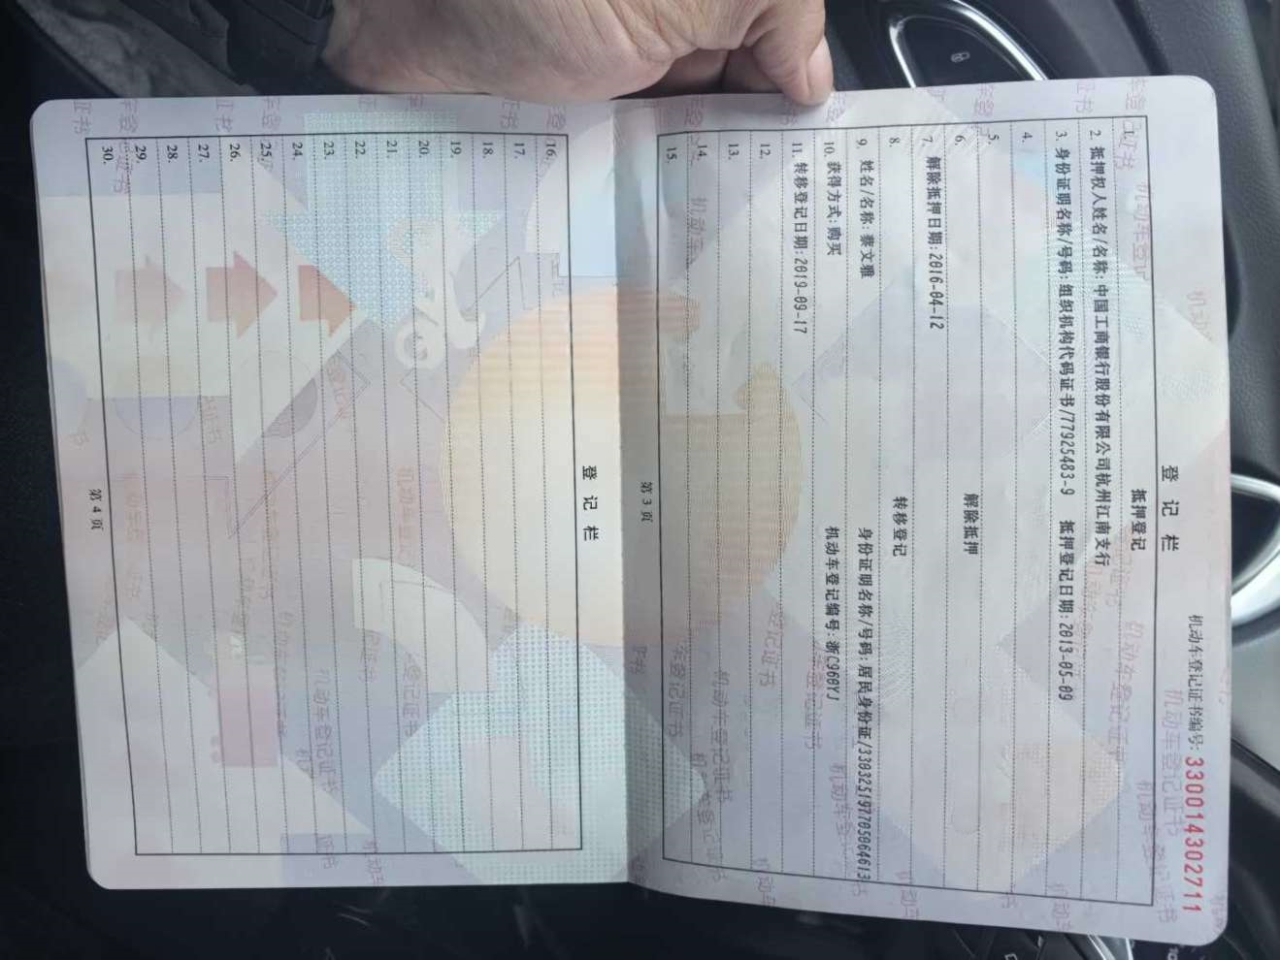 机动车登记证书编号: 330014302711
登记栏
1. 抵押登记
2. 抵押权人姓名/名称: 中国工商银行股份有限公司杭州江南支行
3. 身份证明名称/号码: 组织机构代码证书/77925483-9 抵押登记日期: 2013-05-09
4.
5.
6. 解除抵押
7. 解除抵押日期: 2016-04-12
8. 转移登记
9. 姓名/名称: 蔡文雅 身份证明名称/号码: 居民身份证/330325197705064613
10. 获得方式: 购买 机动车登记编号: 浙C960YJ
11. 转移登记日期: 2019-09-17
12.
13.
14.
15.
第 3 页
登记栏
16.
17.
18.
19.
20.
21.
22.
23.
24.
25.
26.
27.
28.
29.
30.
第 4 页